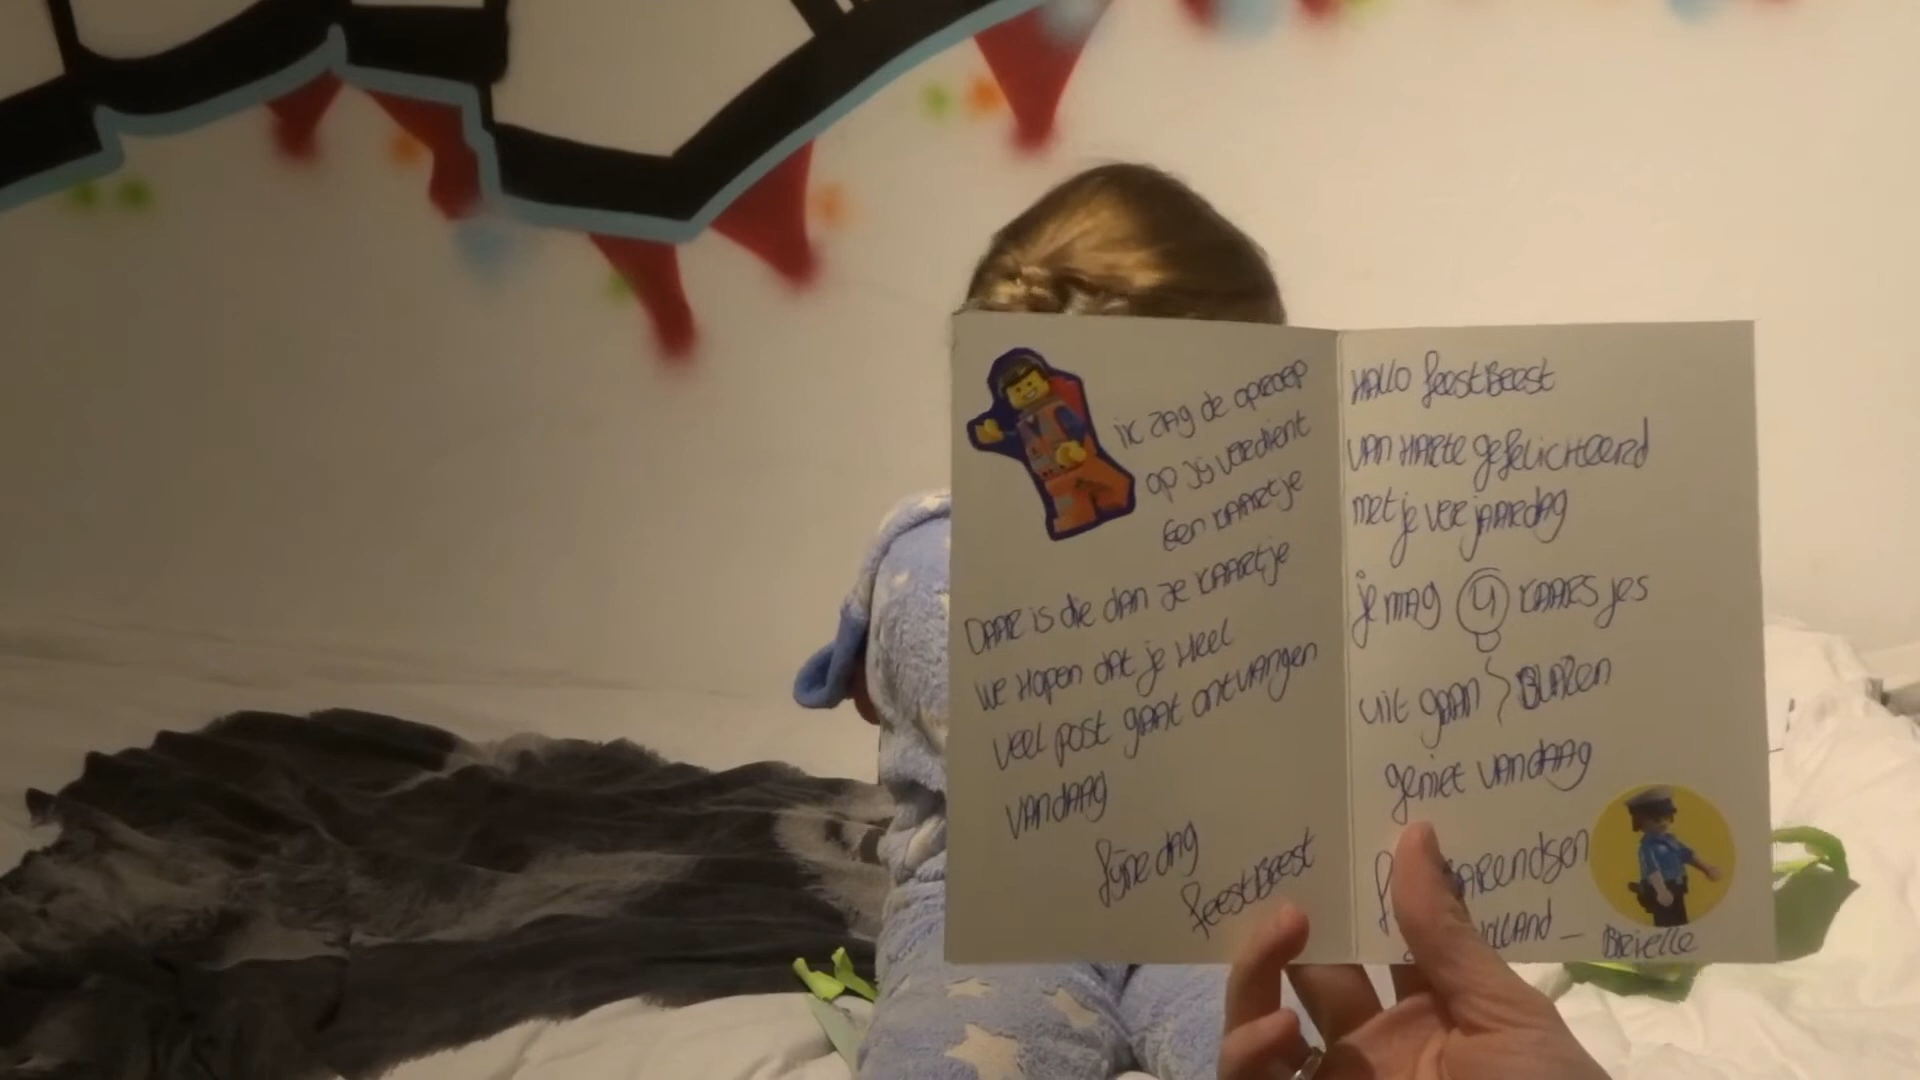 ik zag de oproep
op jij verdient
Een kaartje
Daar is die dan je kaartje
We Hopen dat je Heel
veel post gaat ontvangen
vandaag
fijne dag
feestBeest
HALLO feestBeest
van Harte gefeliciteerd
met je verjaardag
je mag 4 kaarsjes
uit gaan Blazen
geniet vandaag
Brielle